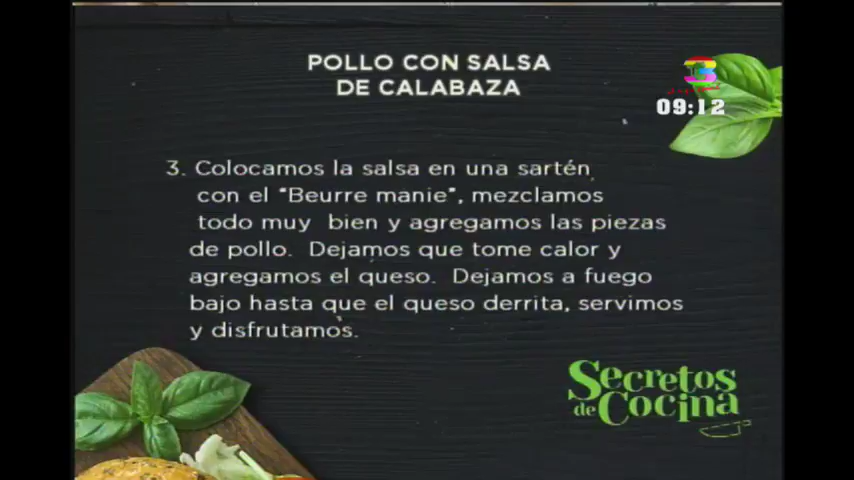 POLLO CON SALSA
DE CALABAZA
3
09:12
3. Colocamos la salsa en una sartén
con el "Beurre manie", mezclamos
todo muy bien y agregamos las piezas
de pollo. Dejamos que tome calor y
agregamos el queso. Dejamos a fuego
bajo hasta que el queso derrita, servimos
y disfrutamos.
Secretos
de Cocina